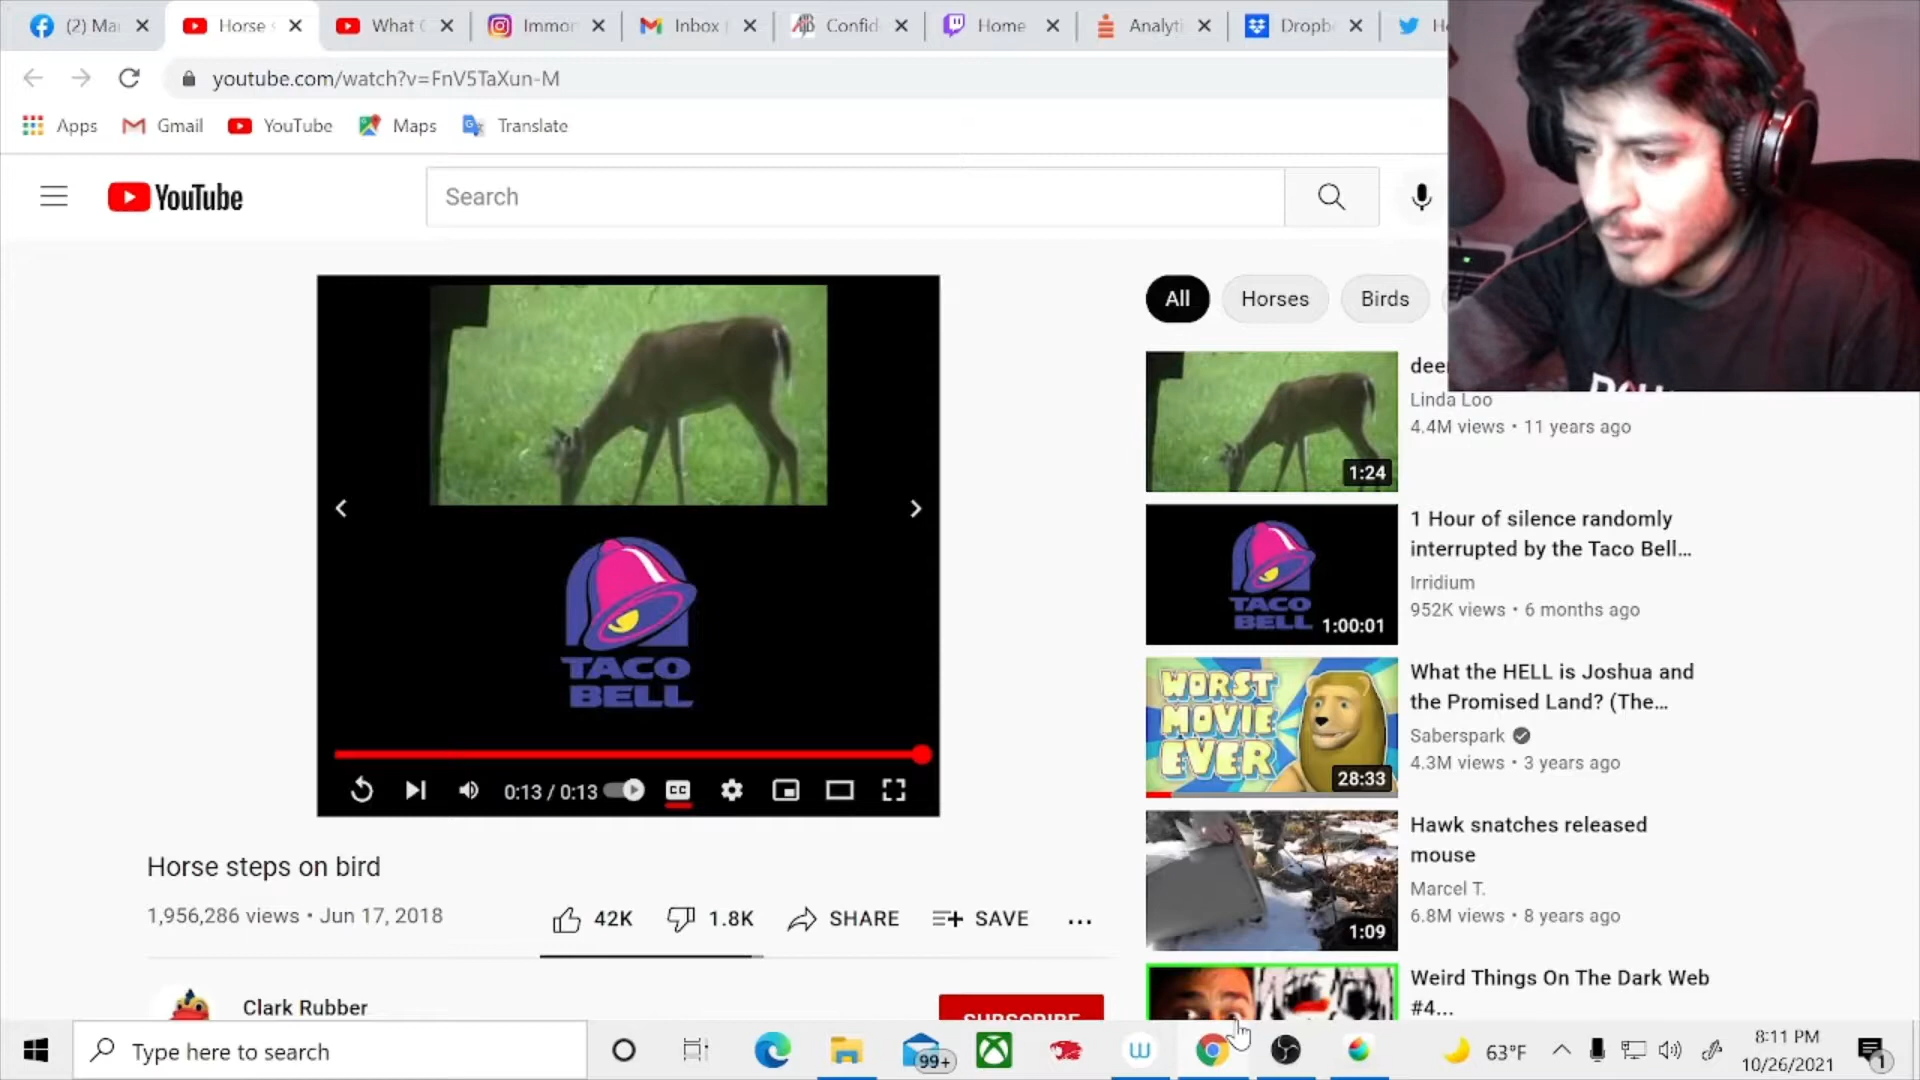 (2) Ma
Horse s
What
Immor
Inbox
Confid
Home
Analyti
Dropb
H
youtube.com/watch?v=FnV5TaXun-M
Apps
Gmail
YouTube
Maps
Translate
YouTube
Search
All
Horses
Birds
TACO
BELL
0:13 / 0:13
CC
Horse steps on bird
1,956,286 views • Jun 17, 2018
42K
1.8K
SHARE
SAVE
Clark Rubber
SUBSCRIBE
dee
Linda Loo
4.4M views • 11 years ago
1:24
TACO
BELL
1:00:01
1 Hour of silence randomly
interrupted by the Taco Bell...
Irridium
952K views • 6 months ago
WORST
MOVIE
EVER
28:33
What the HELL is Joshua and
the Promised Land? (The...
Saberspark
4.3M views • 3 years ago
1:09
Hawk snatches released
mouse
Marcel T.
6.8M views • 8 years ago
Weird Things On The Dark Web
#4...
Type here to search
99+
63°F
8:11 PM
10/26/2021
1